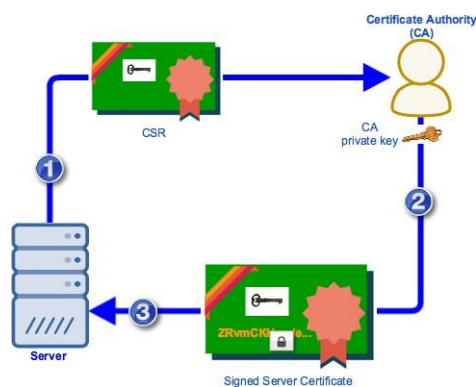 Certificate Authority
(CA)
CSR
CA
private key
1
2
3
Server
Signed Server Certificate